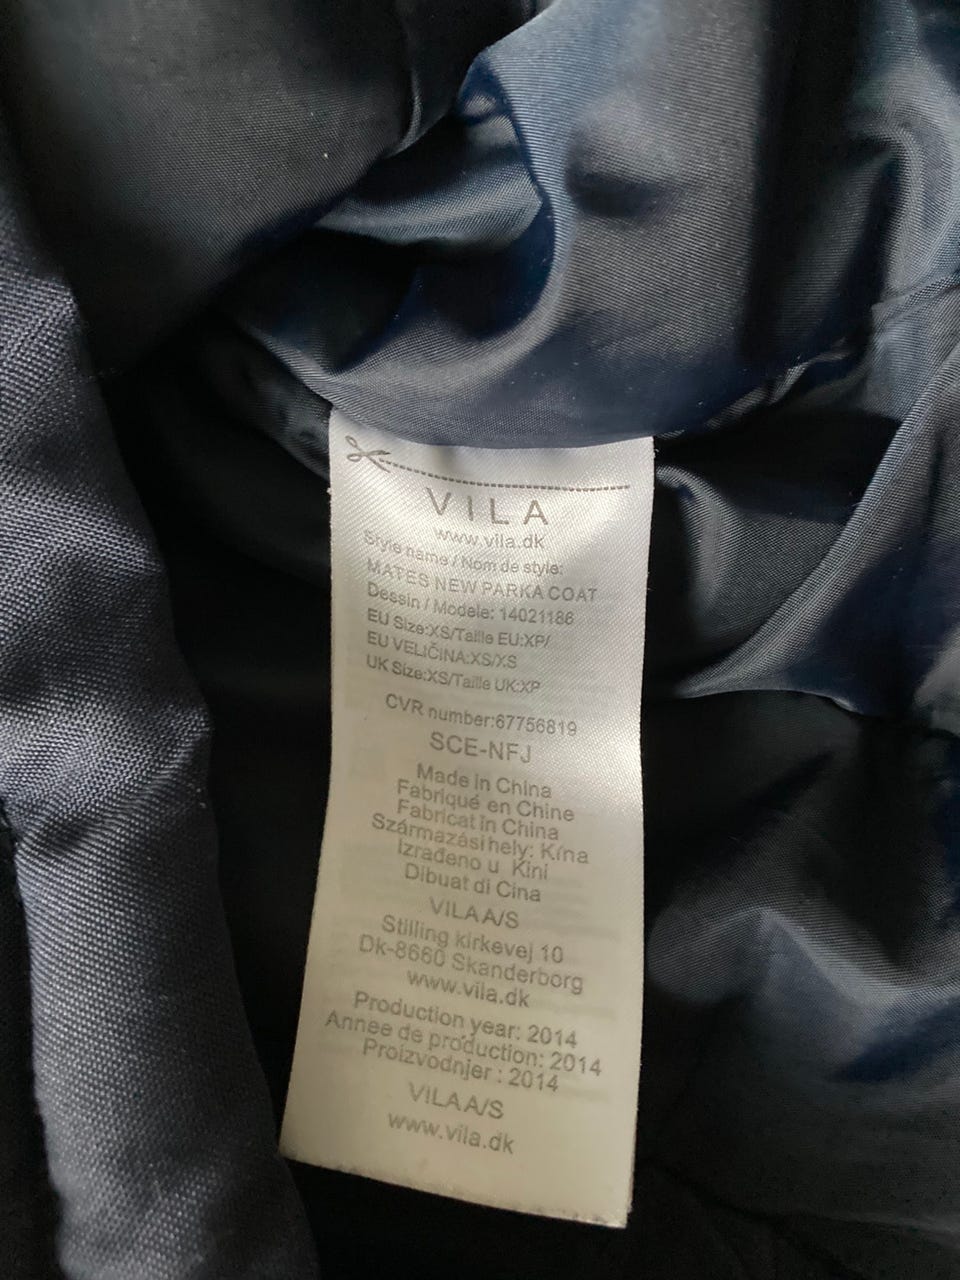 VILA
www.vila.dk
Style name / Nom de style:
MATES NEW PARKA COAT
Dessin / Modele: 14021186
EU Size:XS/Taille EU:XP/
EU VELIČINA:XS/XS
UK Size:XS/Taille UK:XP
CVR number:67756819
SCE-NFJ
Made in China
Fabriqué en Chine
Fabricat în China
Származási hely: Kína
Izrađeno u Kini
Dibuat di Cina
VILA A/S
Stilling kirkevej 10
Dk-8660 Skanderborg
www.vila.dk
Production year: 2014
Annee de production: 2014
Proizvodnjer : 2014
VILA A/S
www.vila.dk